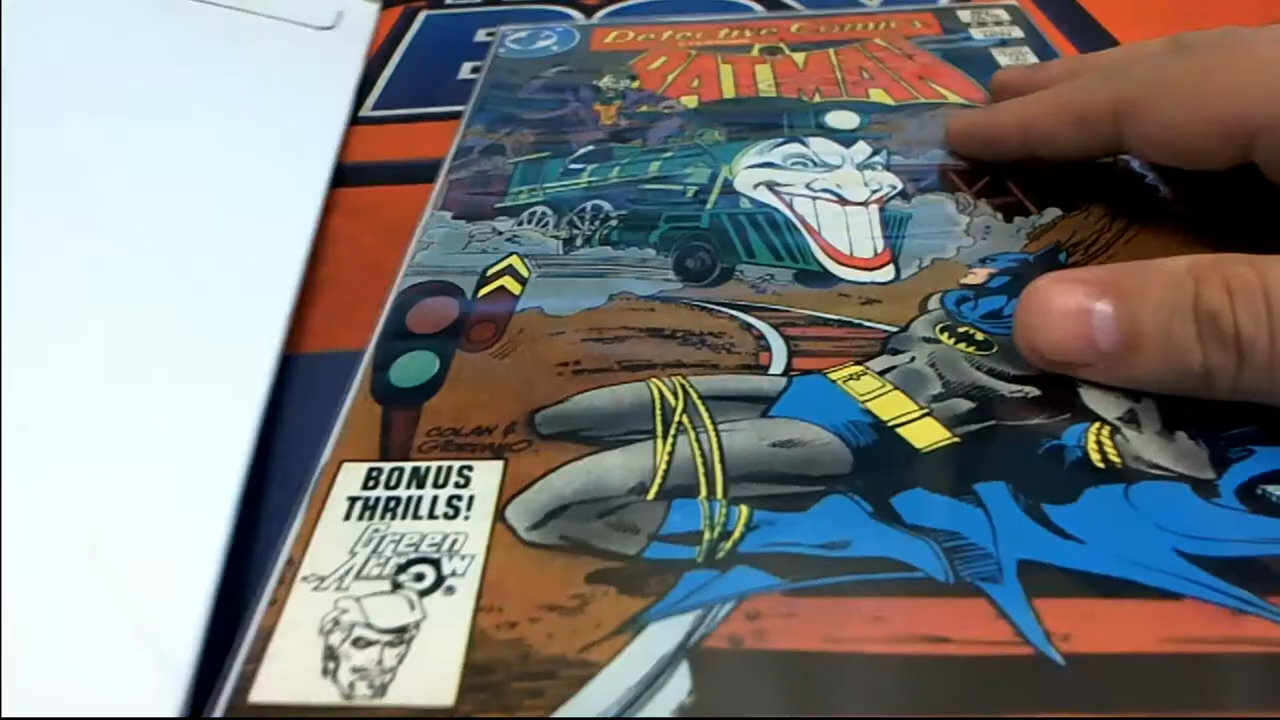 Detective Comics
BATMAN
COLAN &
GIORDANO.
BONUS
THRILLS!
Green
Arrow